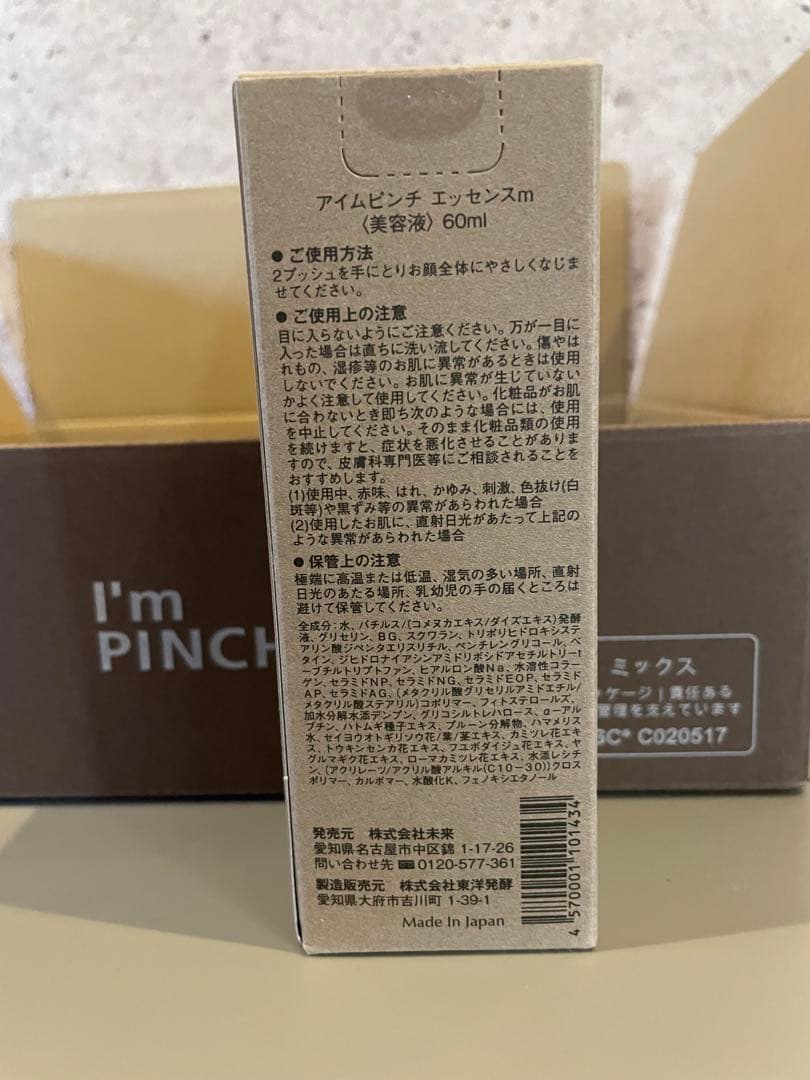 アイムピンチ エッセンスm
〈美容液〉 60ml
● ご使用方法
2プッシュを手にとりお顔全体にやさしくなじま
せてください。
● ご使用上の注意
目に入らないようにご注意ください。万が一目に
入った場合は直ちに洗い流してください。傷やは
れもの、湿疹等のお肌に異常があるときは使用
しないでください。お肌に異常が生じていない
かよく注意して使用してください。化粧品がお肌
に合わないとき即ち次のような場合には、使用
を中止してください。そのまま化粧品類の使用
を続けますと、症状を悪化させることがありま
すので、皮膚科専門医等にご相談されることを
おすすめします。
(1)使用中、赤味、はれ、かゆみ、刺激、色抜け(白
斑等)や黒ずみ等の異常があらわれた場合
(2)使用したお肌に、直射日光があたって上記の
ような異常があらわれた場合
● 保管上の注意
極端に高温または低温、湿気の多い場所、直射
日光のあたる場所、乳幼児の手の届くところは
避けて保管してください。
全成分:水、バチルス/(コメヌカエキス/ダイズエキス)発酵
液、グリセリン、BG、スクワラン、トリポリヒドロキシステ
アリン酸ジペンタエリスリチル、ペンチレングリコール、ベ
タイン、ジヒドロナイアシンアミドリボシドアセチルトリーt
ーブチルトリプトファン、ヒアルロン酸Na、水溶性コラー
ゲン、セラミドNP、セラミドNG、セラミドEOP、セラミド
AP、セラミドAG、(メタクリル酸グリセリルアミドエチル/
メタクリル酸ステアリル)コポリマー、フィトステロールズ、
加水分解水添デンプン、グリコシルトレハロース、α-アル
ブチン、ハトムギ種子エキス、プルーン分解物、ハマメリス
水、セイヨウオトギリソウ花/葉/茎エキス、カミツレ花エキ
ス、トウキンセンカ花エキス、フユボダイジュ花エキス、ヤ
グルマギク花エキス、ローマカミツレ花エキス、水添レシチ
ン、(アクリレーツ/アクリル酸アルキル(C10-30))クロス
ポリマー、カルボマー、水酸化K、フェノキシエタノール
発売元 株式会社未来
愛知県名古屋市中区錦 1-17-26
問い合わせ先 0120-577-361
製造販売元 株式会社東洋発酵
愛知県大府市吉川町 1-39-1
Made In Japan
4 570001 101434
I'm
PINCH
ミックス
ケージ | 責任ある
管理を支えています
C020517